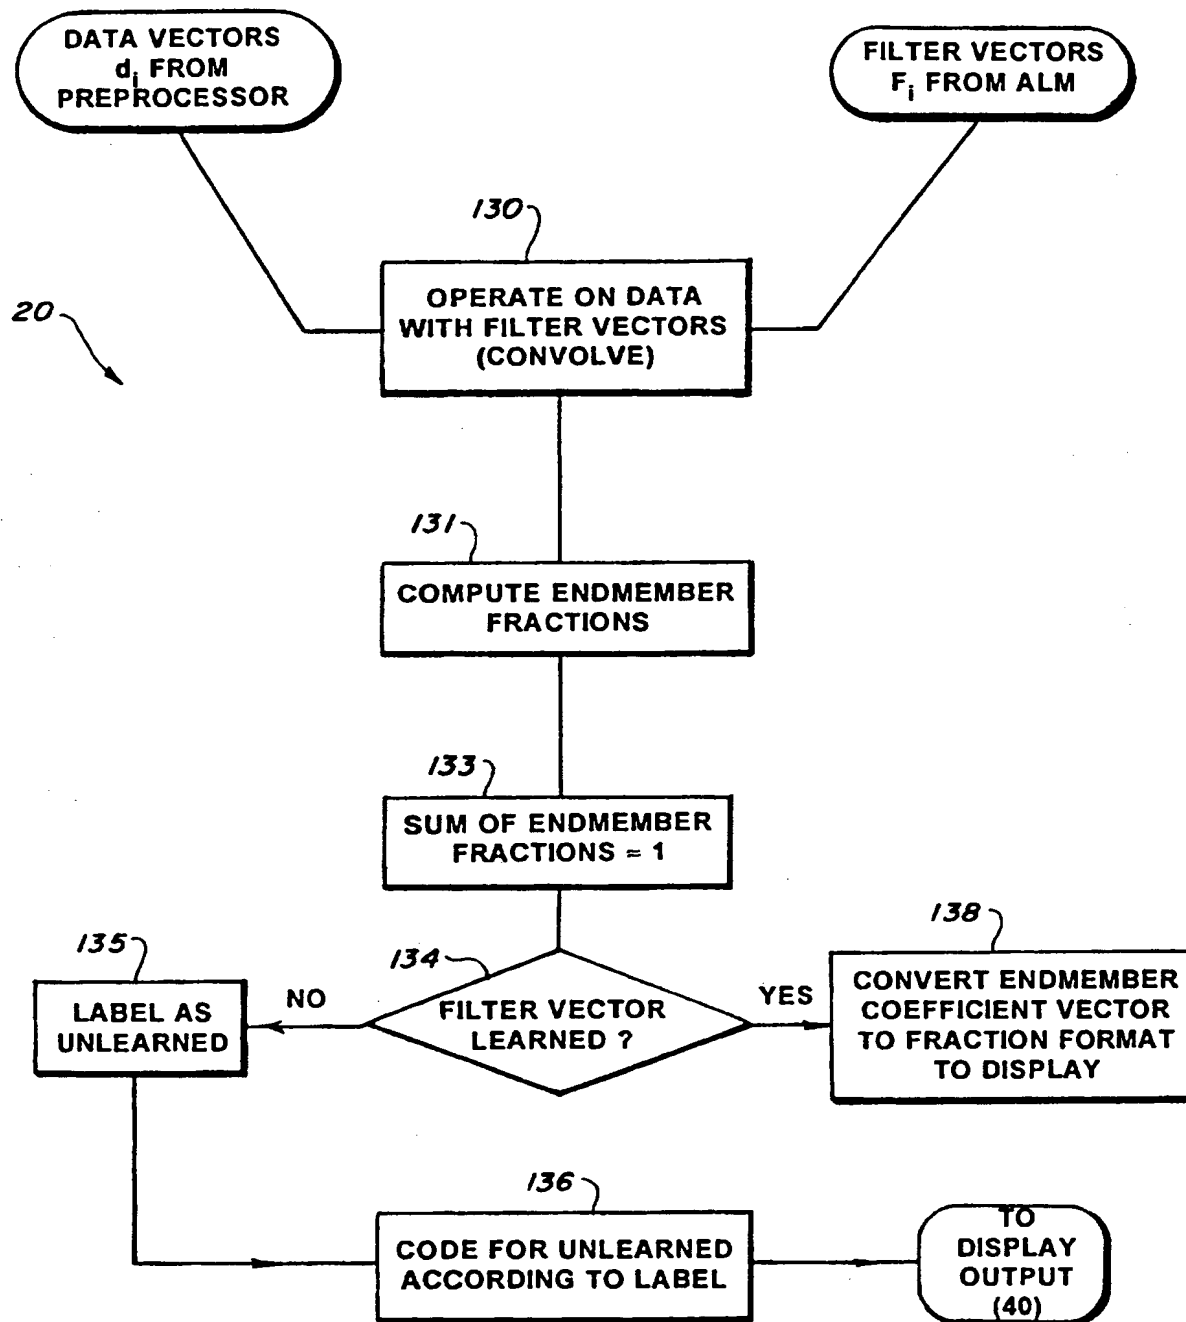 DATA VECTORS
di FROM
PREPROCESSOR
FILTER VECTORS
Fi FROM ALM
130
OPERATE ON DATA
WITH FILTER VECTORS
(CONVOLVE)
20
131
COMPUTE ENDMEMBER
FRACTIONS
133
SUM OF ENDMEMBER
FRACTIONS = 1
134
FILTER VECTOR
LEARNED ?
NO
YES
135
LABEL AS
UNLEARNED
138
CONVERT ENDMEMBER
COEFFICIENT VECTOR
TO FRACTION FORMAT
TO DISPLAY
136
CODE FOR UNLEARNED
ACCORDING TO LABEL
TO
DISPLAY
OUTPUT
(40)